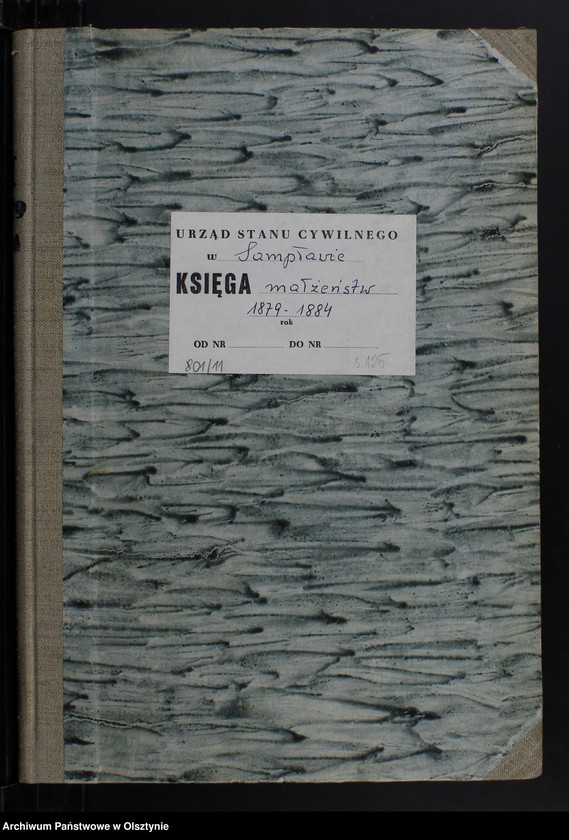 URZĄD STANU CYWILNEGO
w Sampławie
KSIĘGA małżeństw
1879-1884
rok
OD NR DO NR
801/11 s.125
Archiwum Państwowe w Olsztynie